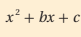 x² + bx + c